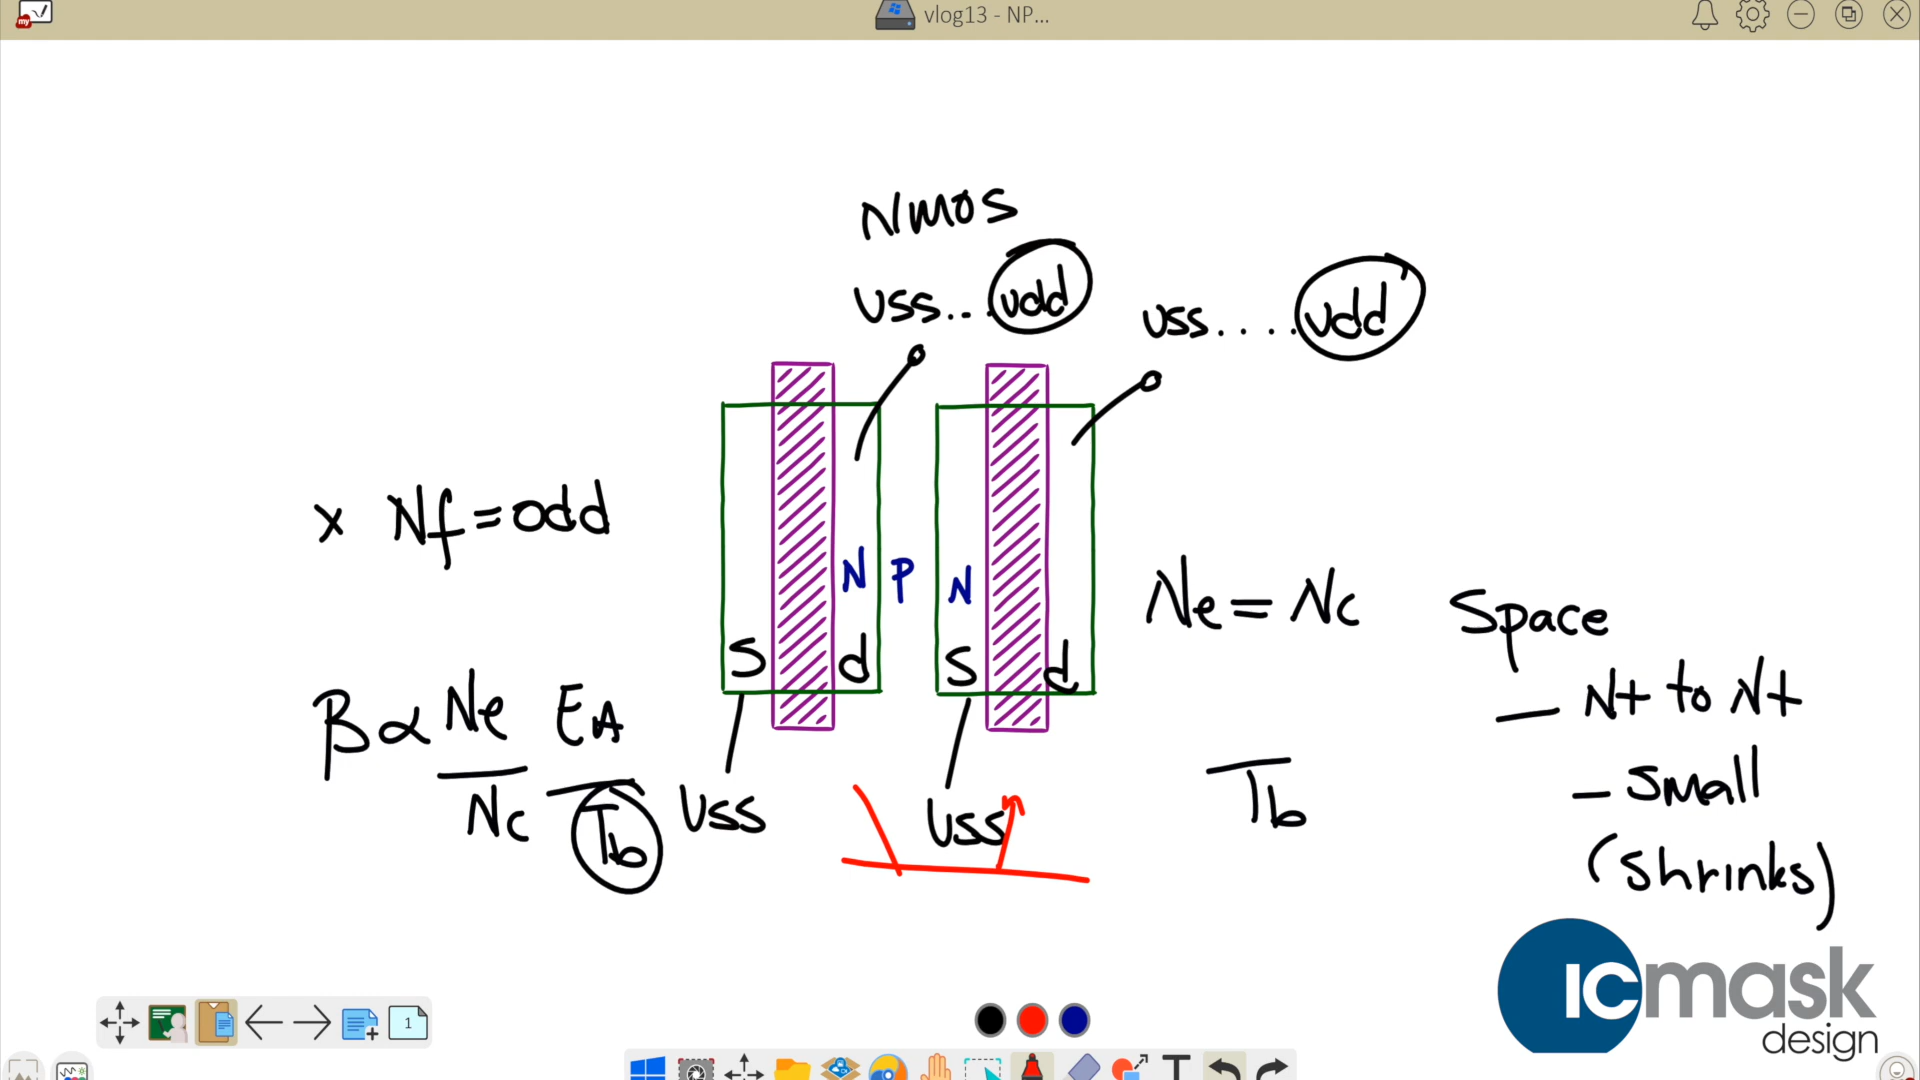 my
vlog13 - NP...
NMOS
VSS... vdd
VSS.... vdd
x Nf = odd
N P N
S d S d
β α Ne EA
Nc Tb
VSS
VSS
Ne = Nc
Tb
Space
– N+ to N+
– Small
(Shrinks)
1
T
ICmask
design